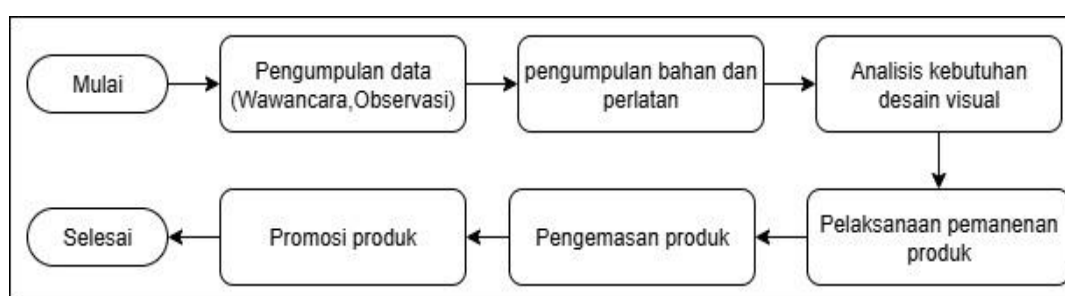 Mulai
Pengumpulan data
(Wawancara,Observasi)
pengumpulan bahan dan
perlatan
Analisis kebutuhan
desain visual
Pelaksanaan pemanenan
produk
Pengemasan produk
Promosi produk
Selesai